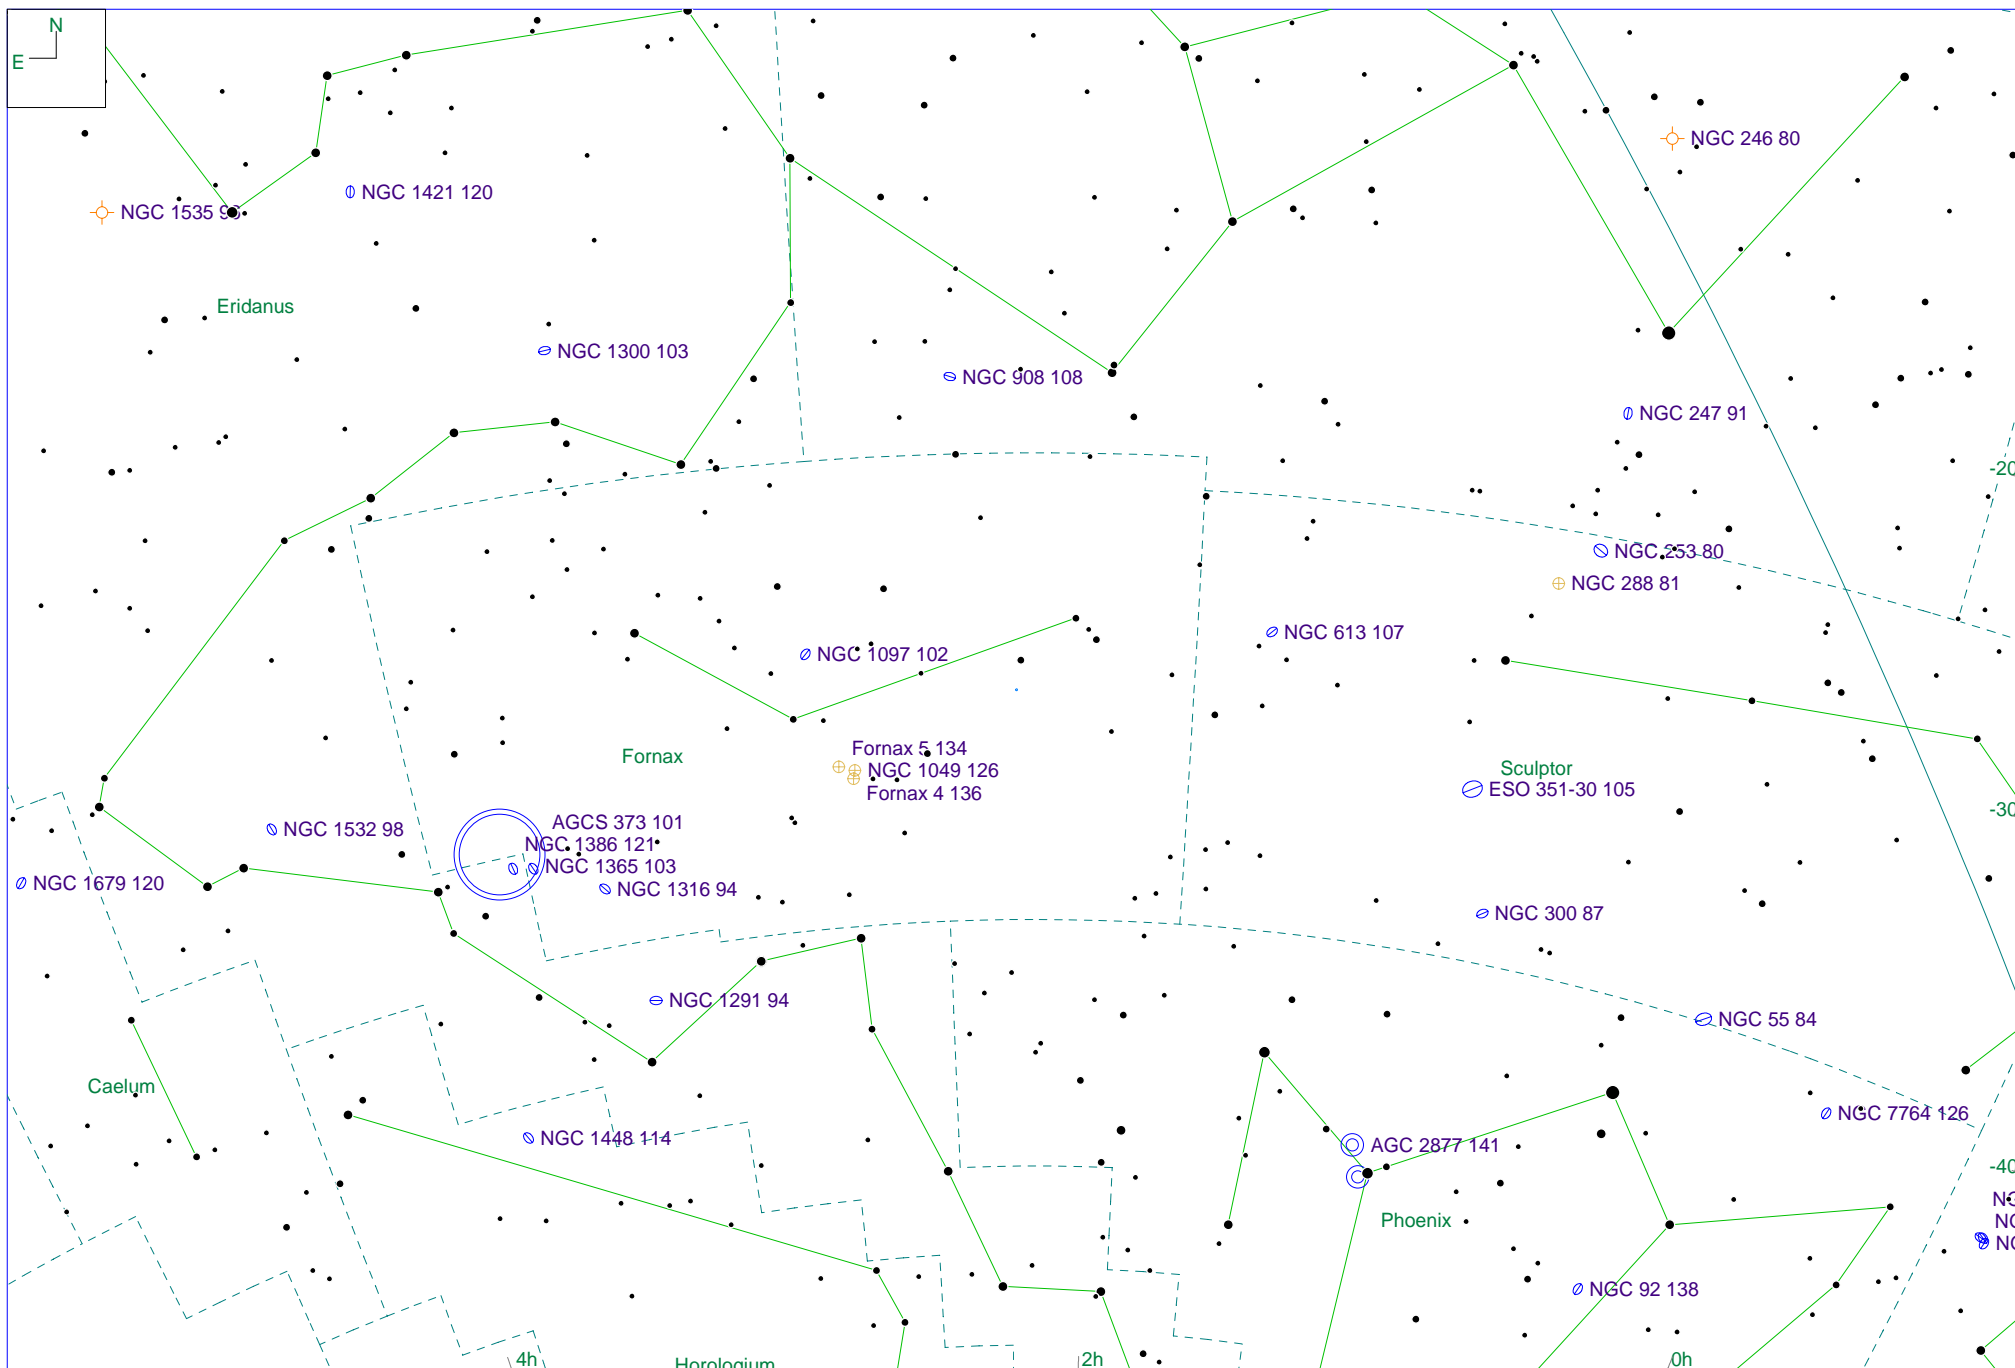 N
E
NGC 246 80
NGC 1421 120
NGC 1535
Eridanus
NGC 1300 103
NGC 908 108
NGC 247 91
-20
NGC 253 80
NGC 288 81
NGC 613 107
NGC 1097 102
Fornax 5 134
Fornax
NGC 1049 126
Sculptor
ESO 351-30 105
Fornax 4 136
-30
AGCS 373 101
NGC 1532 98
NGC 1386 121
NGC 1365 103
NGC 1679 120
NGC 1316 94
NGC 300 87
NGC 1291 94
NGC 55 84
Caelum
NGC 7764 126
NGC 1448 114
AGC 2877 141
-40
NG
Phoenix
NG
NG
NGC 92 138
4h
2h
0h
Horologium